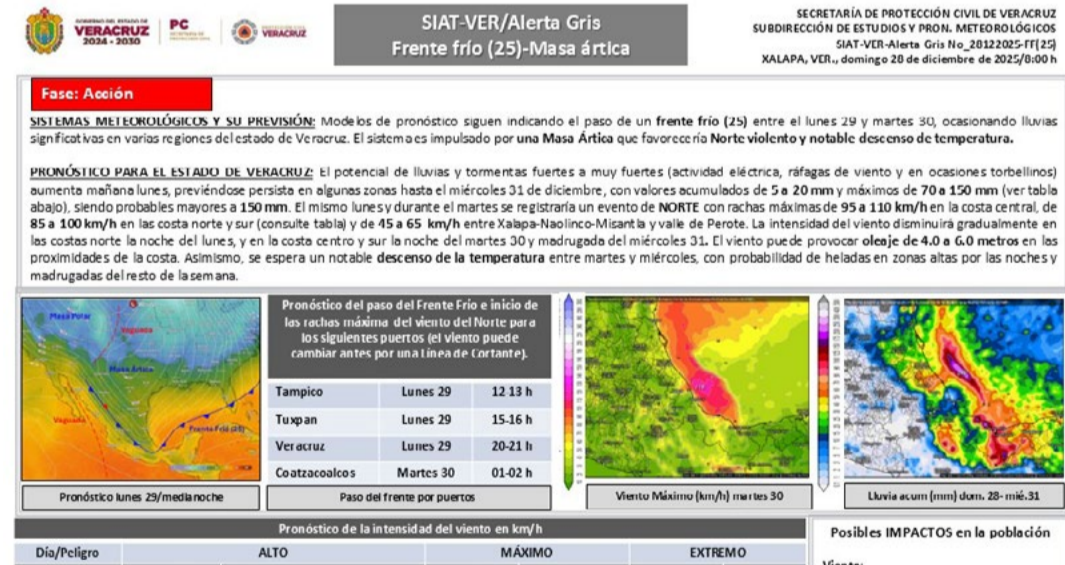 GOBIERNO DEL ESTADO DE
VERACRUZ
2024 - 2030
PC
SECRETARÍA DE
PROTECCIÓN CIVIL
VERACRUZ
SIAT-VER/Alerta Gris
Frente frío (25)-Masa ártica
SECRETARÍA DE PROTECCIÓN CIVIL DE VERACRUZ
SUBDIRECCIÓN DE ESTUDIOS Y PRON. METEOROLÓGICOS
SIAT-VER-Alerta Gris No_28122025-FF(25)
XALAPA, VER., domingo 28 de diciembre de 2025/8:00 h
Fase: Acción
SISTEMAS METEOROLÓGICOS Y SU PREVISIÓN: Modelos de pronóstico siguen indicando el paso de un frente frío (25) entre el lunes 29 y martes 30, ocasionando lluvias
significativas en varias regiones del estado de Veracruz. El sistema es impulsado por una Masa Ártica que favorecería Norte violento y notable descenso de temperatura.
PRONÓSTICO PARA EL ESTADO DE VERACRUZ: El potencial de lluvias y tormentas fuertes a muy fuertes (actividad eléctrica, ráfagas de viento y en ocasiones torbellinos)
aumenta mañana lunes, previéndose persista en algunas zonas hasta el miércoles 31 de diciembre, con valores acumulados de 5 a 20 mm y máximos de 70 a 150 mm (ver tabla
abajo), siendo probables mayores a 150 mm. El mismo lunes y durante el martes se registraría un evento de NORTE con rachas máximas de 95 a 110 km/h en la costa central, de
85 a 100 km/h en las costa norte y sur (consulte tabla) y de 45 a 65 km/h entre Xalapa-Naolinco-Misantla y valle de Perote. La intensidad del viento disminuirá gradualmente en
las costas norte la noche del lunes, y en la costa centro y sur la noche del martes 30 y madrugada del miércoles 31. El viento puede provocar oleaje de 4.0 a 6.0 metros en las
proximidades de la costa. Asimismo, se espera un notable descenso de la temperatura entre martes y miércoles, con probabilidad de heladas en zonas altas por las noches y
madrugadas del resto de la semana.
Masa Polar
Vaguada
Masa Ártica
Vaguada
Frente Frío (25)
Pronóstico lunes 29/medianoche
Pronóstico del paso del Frente Frío e inicio de
las rachas máxima del viento del Norte para
los siguientes puertos (el viento puede
cambiar antes por una Línea de Cortante).
Tampico Lunes 29 12-13 h
Tuxpan Lunes 29 15-16 h
Veracruz Lunes 29 20-21 h
Coatzacoalcos Martes 30 01-02 h
Paso del frente por puertos
Viento Máximo (km/h) martes 30
Lluvia acum (mm) dom. 28- mié.31
Pronóstico de la intensidad del viento en km/h
Día/Peligro ALTO MÁXIMO EXTREMO
Posibles IMPACTOS en la población
Viento: